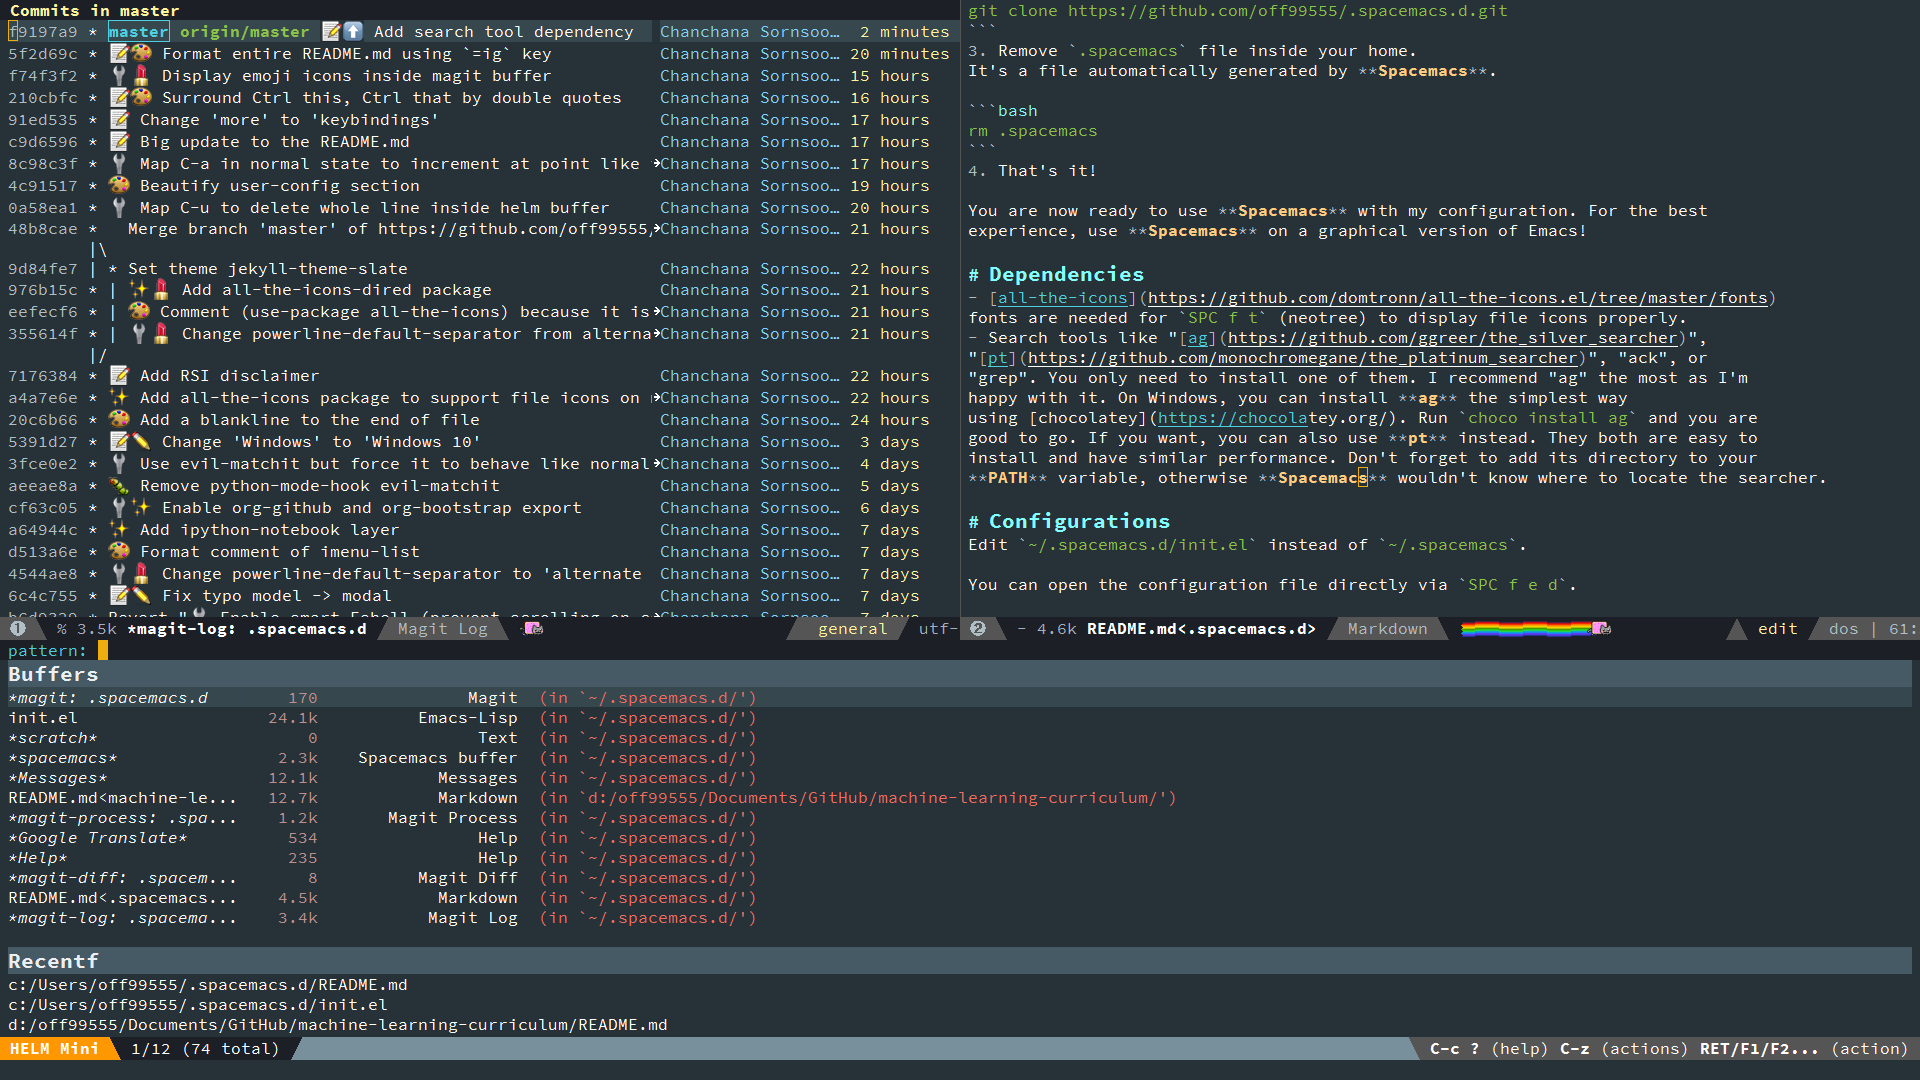 Commits in master
f9197a9 * master origin/master Add search tool dependency Chanchana Sornsoo… 2 minutes
5f2d69c * Format entire README.md using `=ig` key Chanchana Sornsoo… 20 minutes
f74f3f2 * Display emoji icons inside magit buffer Chanchana Sornsoo… 15 hours
210cbfc * Surround Ctrl this, Ctrl that by double quotes Chanchana Sornsoo… 16 hours
91ed535 * Change 'more' to 'keybindings' Chanchana Sornsoo… 17 hours
c9d6596 * Big update to the README.md Chanchana Sornsoo… 17 hours
8c98c3f * Map C-a in normal state to increment at point like Chanchana Sornsoo… 17 hours
4c91517 * Beautify user-config section Chanchana Sornsoo… 19 hours
0a58ea1 * Map C-u to delete whole line inside helm buffer Chanchana Sornsoo… 20 hours
48b8cae * Merge branch 'master' of https://github.com/off99555/ Chanchana Sornsoo… 21 hours
|\
9d84fe7 | * Set theme jekyll-theme-slate Chanchana Sornsoo… 22 hours
976b15c * | Add all-the-icons-dired package Chanchana Sornsoo… 21 hours
eefecf6 * | Comment (use-package all-the-icons) because it is Chanchana Sornsoo… 21 hours
355614f * | Change powerline-default-separator from alterna Chanchana Sornsoo… 21 hours
|/
7176384 * Add RSI disclaimer Chanchana Sornsoo… 22 hours
a4a7e6e * Add all-the-icons package to support file icons on Chanchana Sornsoo… 22 hours
20c6b66 * Add a blankline to the end of file Chanchana Sornsoo… 24 hours
5391d27 * Change 'Windows' to 'Windows 10' Chanchana Sornsoo… 3 days
3fce0e2 * Use evil-matchit but force it to behave like normal Chanchana Sornsoo… 4 days
aeeae8a * Remove python-mode-hook evil-matchit Chanchana Sornsoo… 5 days
cf63c05 * Enable org-github and org-bootstrap export Chanchana Sornsoo… 6 days
a64944c * Add ipython-notebook layer Chanchana Sornsoo… 7 days
d513a6e * Format comment of imenu-list Chanchana Sornsoo… 7 days
4544ae8 * Change powerline-default-separator to 'alternate Chanchana Sornsoo… 7 days
6c4c755 * Fix typo model -> modal Chanchana Sornsoo… 7 days
❶ % 3.5k *magit-log: .spacemacs.d Magit Log general utf-
git clone https://github.com/off99555/.spacemacs.d.git
```
3. Remove `.spacemacs` file inside your home.
It's a file automatically generated by **Spacemacs**.
```bash
rm .spacemacs
```
4. That's it!
You are now ready to use **Spacemacs** with my configuration. For the best
experience, use **Spacemacs** on a graphical version of Emacs!
# Dependencies
- [all-the-icons](https://github.com/domtronn/all-the-icons.el/tree/master/fonts)
fonts are needed for `SPC f t` (neotree) to display file icons properly.
- Search tools like "[ag](https://github.com/ggreer/the_silver_searcher)",
"[pt](https://github.com/monochromegane/the_platinum_searcher)", "ack", or
"grep". You only need to install one of them. I recommend "ag" the most as I'm
happy with it. On Windows, you can install **ag** the simplest way
using [chocolatey](https://chocolatey.org/). Run `choco install ag` and you are
good to go. If you want, you can also use **pt** instead. They both are easy to
install and have similar performance. Don't forget to add its directory to your
**PATH** variable, otherwise **Spacemacs** wouldn't know where to locate the searcher.
# Configurations
Edit `~/.spacemacs.d/init.el` instead of `~/.spacemacs`.
You can open the configuration file directly via `SPC f e d`.
❷ - 4.6k README.md<.spacemacs.d> Markdown edit dos | 61:
pattern:
Buffers
*magit: .spacemacs.d 170 Magit (in `~/.spacemacs.d/')
init.el 24.1k Emacs-Lisp (in `~/.spacemacs.d/')
*scratch* 0 Text (in `~/.spacemacs.d/')
*spacemacs* 2.3k Spacemacs buffer (in `~/.spacemacs.d/')
*Messages* 12.1k Messages (in `~/.spacemacs.d/')
README.md<machine-le... 12.7k Markdown (in `d:/off99555/Documents/GitHub/machine-learning-curriculum/')
*magit-process: .spa... 1.2k Magit Process (in `~/.spacemacs.d/')
*Google Translate* 534 Help (in `~/.spacemacs.d/')
*Help* 235 Help (in `~/.spacemacs.d/')
*magit-diff: .spacem... 8 Magit Diff (in `~/.spacemacs.d/')
README.md<.spacemacs... 4.5k Markdown (in `~/.spacemacs.d/')
*magit-log: .spacema... 3.4k Magit Log (in `~/.spacemacs.d/')
Recentf
c:/Users/off99555/.spacemacs.d/README.md
c:/Users/off99555/.spacemacs.d/init.el
d:/off99555/Documents/GitHub/machine-learning-curriculum/README.md
HELM Mini 1/12 (74 total) C-c ? (help) C-z (actions) RET/F1/F2... (action)